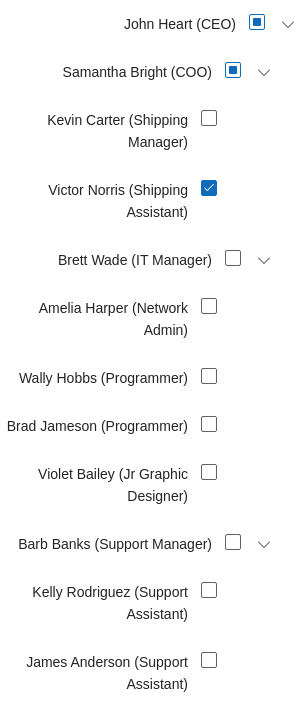 John Heart (CEO)
Samantha Bright (COO)
Kevin Carter (Shipping
Manager)
Victor Norris (Shipping
Assistant)
Brett Wade (IT Manager)
Amelia Harper (Network
Admin)
Wally Hobbs (Programmer)
Brad Jameson (Programmer)
Violet Bailey (Jr Graphic
Designer)
Barb Banks (Support Manager)
Kelly Rodriguez (Support
Assistant)
James Anderson (Support
Assistant)